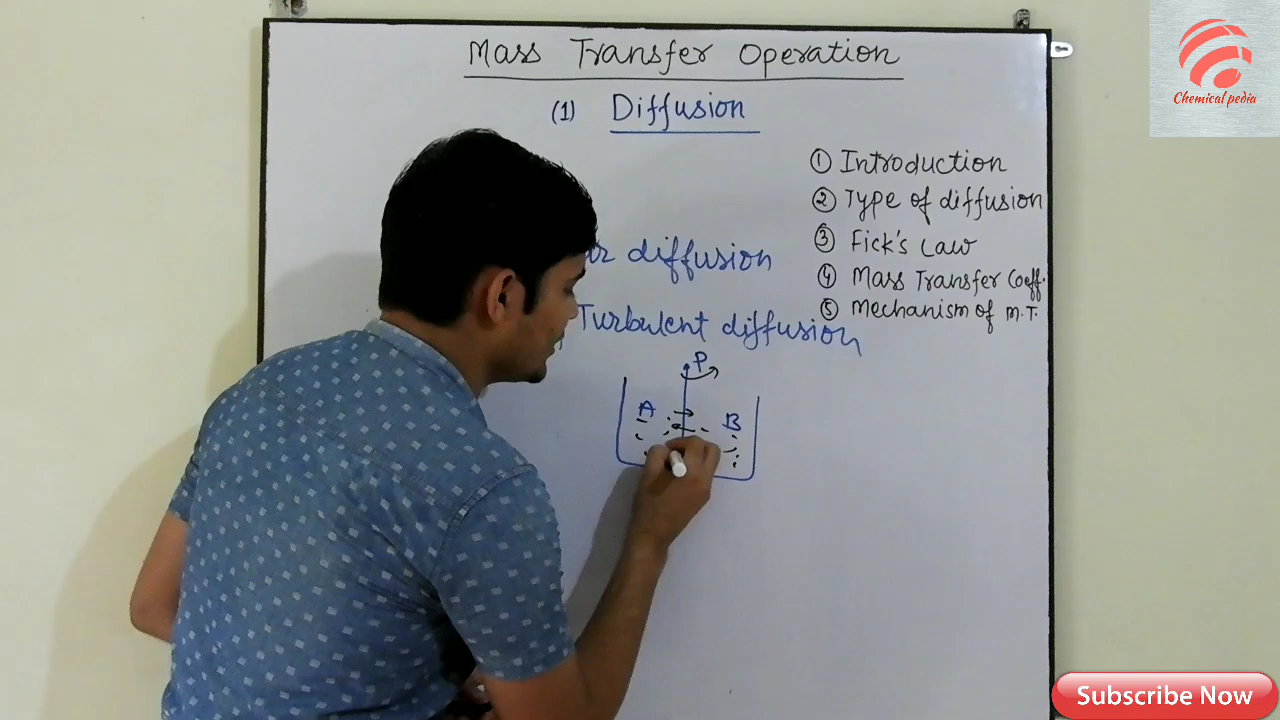 Mass Transfer Operation
(1) Diffusion
① Introduction
② Type of diffusion
③ Fick's Law
④ Mass Transfer Coeff.
⑤ Mechanism of M.T.
diffusion
Turbulent diffusion
P
A
B
Chemical pedia
Subscribe Now